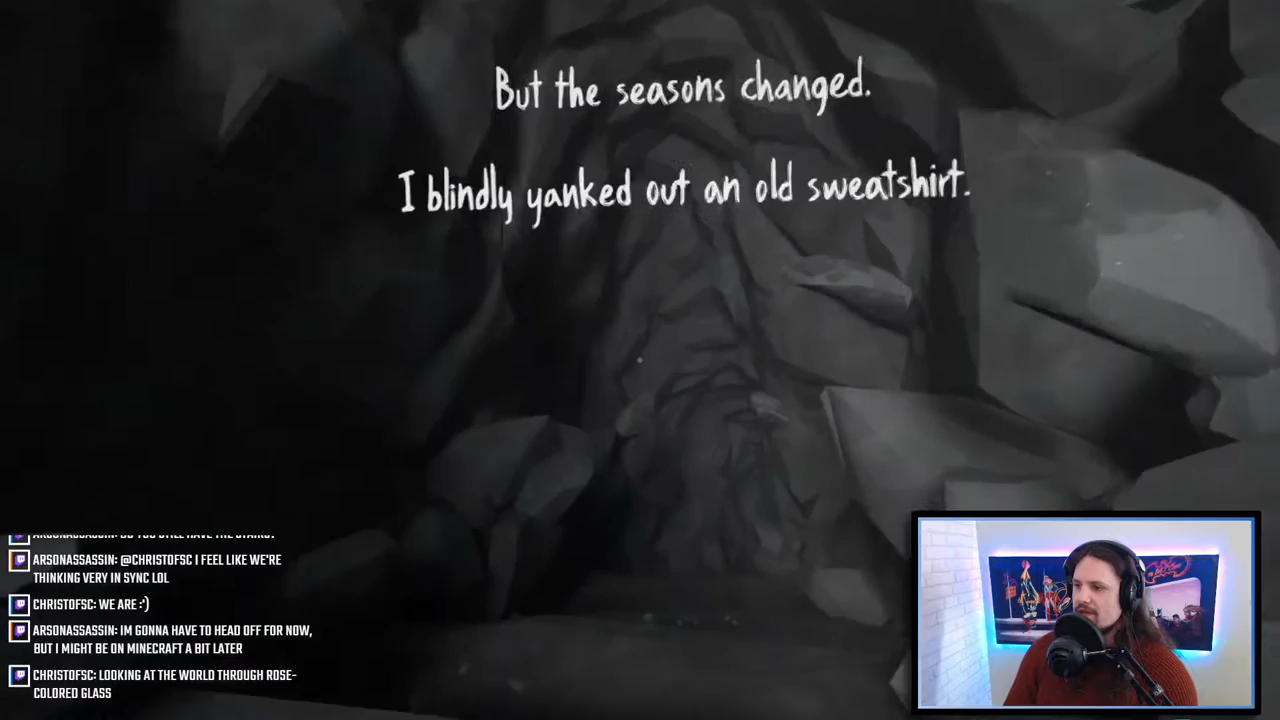 But the seasons changed.
I blindly yanked out an old sweatshirt.
ARSONASSASSIN: @CHRISTOFSC I FEEL LIKE WE'RE
THINKING VERY IN SYNC LOL
CHRISTOFSC: WE ARE :')
ARSONASSASSIN: IM GONNA HAVE TO HEAD OFF FOR NOW,
BUT I MIGHT BE ON MINECRAFT A BIT LATER
CHRISTOFSC: LOOKING AT THE WORLD THROUGH ROSE-
COLORED GLASS